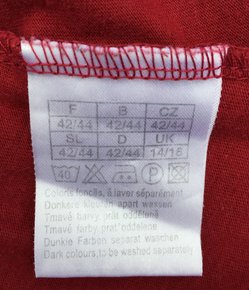 F B CZ
42/44 42/44 42/44
SL D UK
42/44 42/44 14/16
40
Coloris foncés, à laver séparément
Donkere kleuren apart wassen
Tmavé barvy, prát odděleně
Tmavé farby, prať oddelene
Dunkle Farben separat waschen
Dark colours, to be washed separately